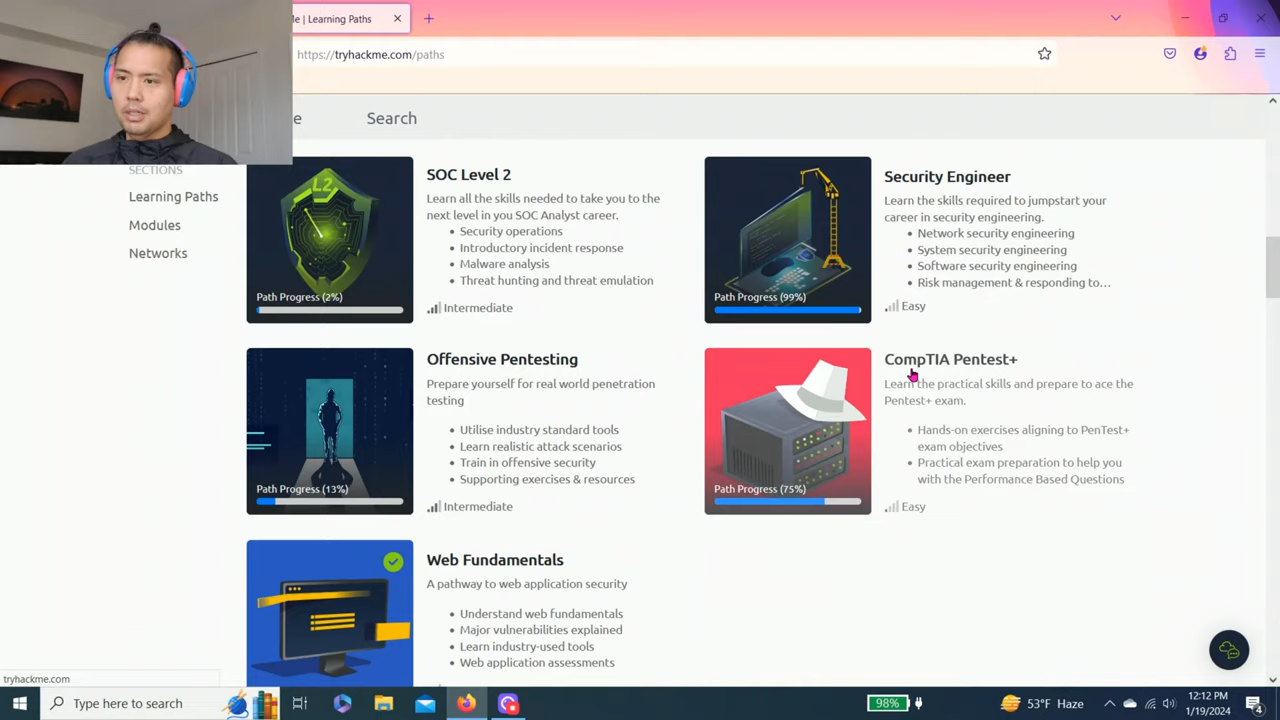 e | Learning Paths
https://tryhackme.com/paths
e
Search
SECTIONS
Learning Paths
Modules
Networks
L2
Path Progress (2%)
SOC Level 2
Learn all the skills needed to take you to the
next level in you SOC Analyst career.
Security operations
Introductory incident response
Malware analysis
Threat hunting and threat emulation
Intermediate
Path Progress (99%)
Security Engineer
Learn the skills required to jumpstart your
career in security engineering.
Network security engineering
System security engineering
Software security engineering
Risk management & responding to…
Easy
Path Progress (13%)
Offensive Pentesting
Prepare yourself for real world penetration
testing
Utilise industry standard tools
Learn realistic attack scenarios
Train in offensive security
Supporting exercises & resources
Intermediate
Path Progress (75%)
CompTIA Pentest+
Learn the practical skills and prepare to ace the
Pentest+ exam.
Hands-on exercises aligning to PenTest+
exam objectives
Practical exam preparation to help you
with the Performance Based Questions
Easy
Web Fundamentals
A pathway to web application security
Understand web fundamentals
Major vulnerabilities explained
Learn industry-used tools
Web application assessments
tryhackme.com
Type here to search
98%
53°F Haze
12:12 PM
1/19/2024
4